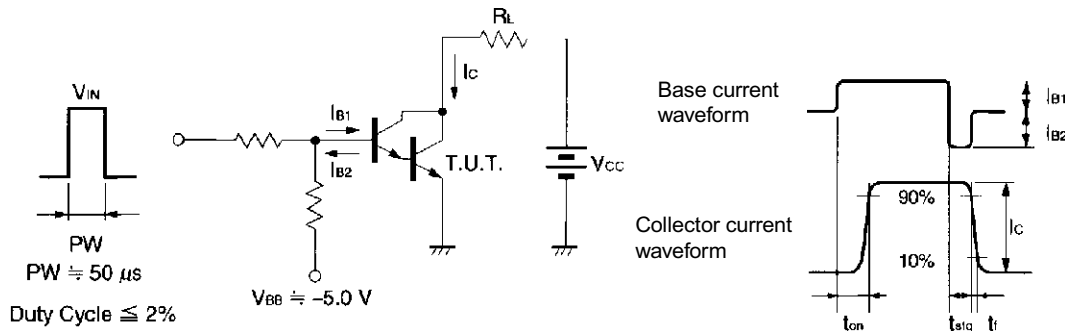 RL
IC
VIN
IB1
IB2
T.U.T.
VCC
PW
PW ≒ 50 μs
Duty Cycle ≦ 2%
VBB ≒ −5.0 V
Base current
waveform
IB1
IB2
Collector current
waveform
90%
10%
IC
ton
tstg
tf